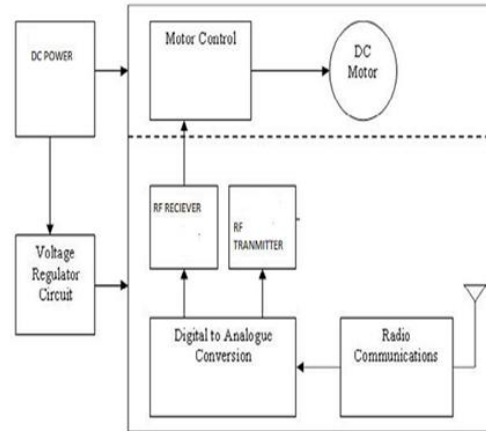 DC POWER
Motor Control
DC
Motor
RF RECIEVER
RF
TRANMITTER
Voltage
Regulator
Circuit
Digital to Analogue
Conversion
Radio
Communications